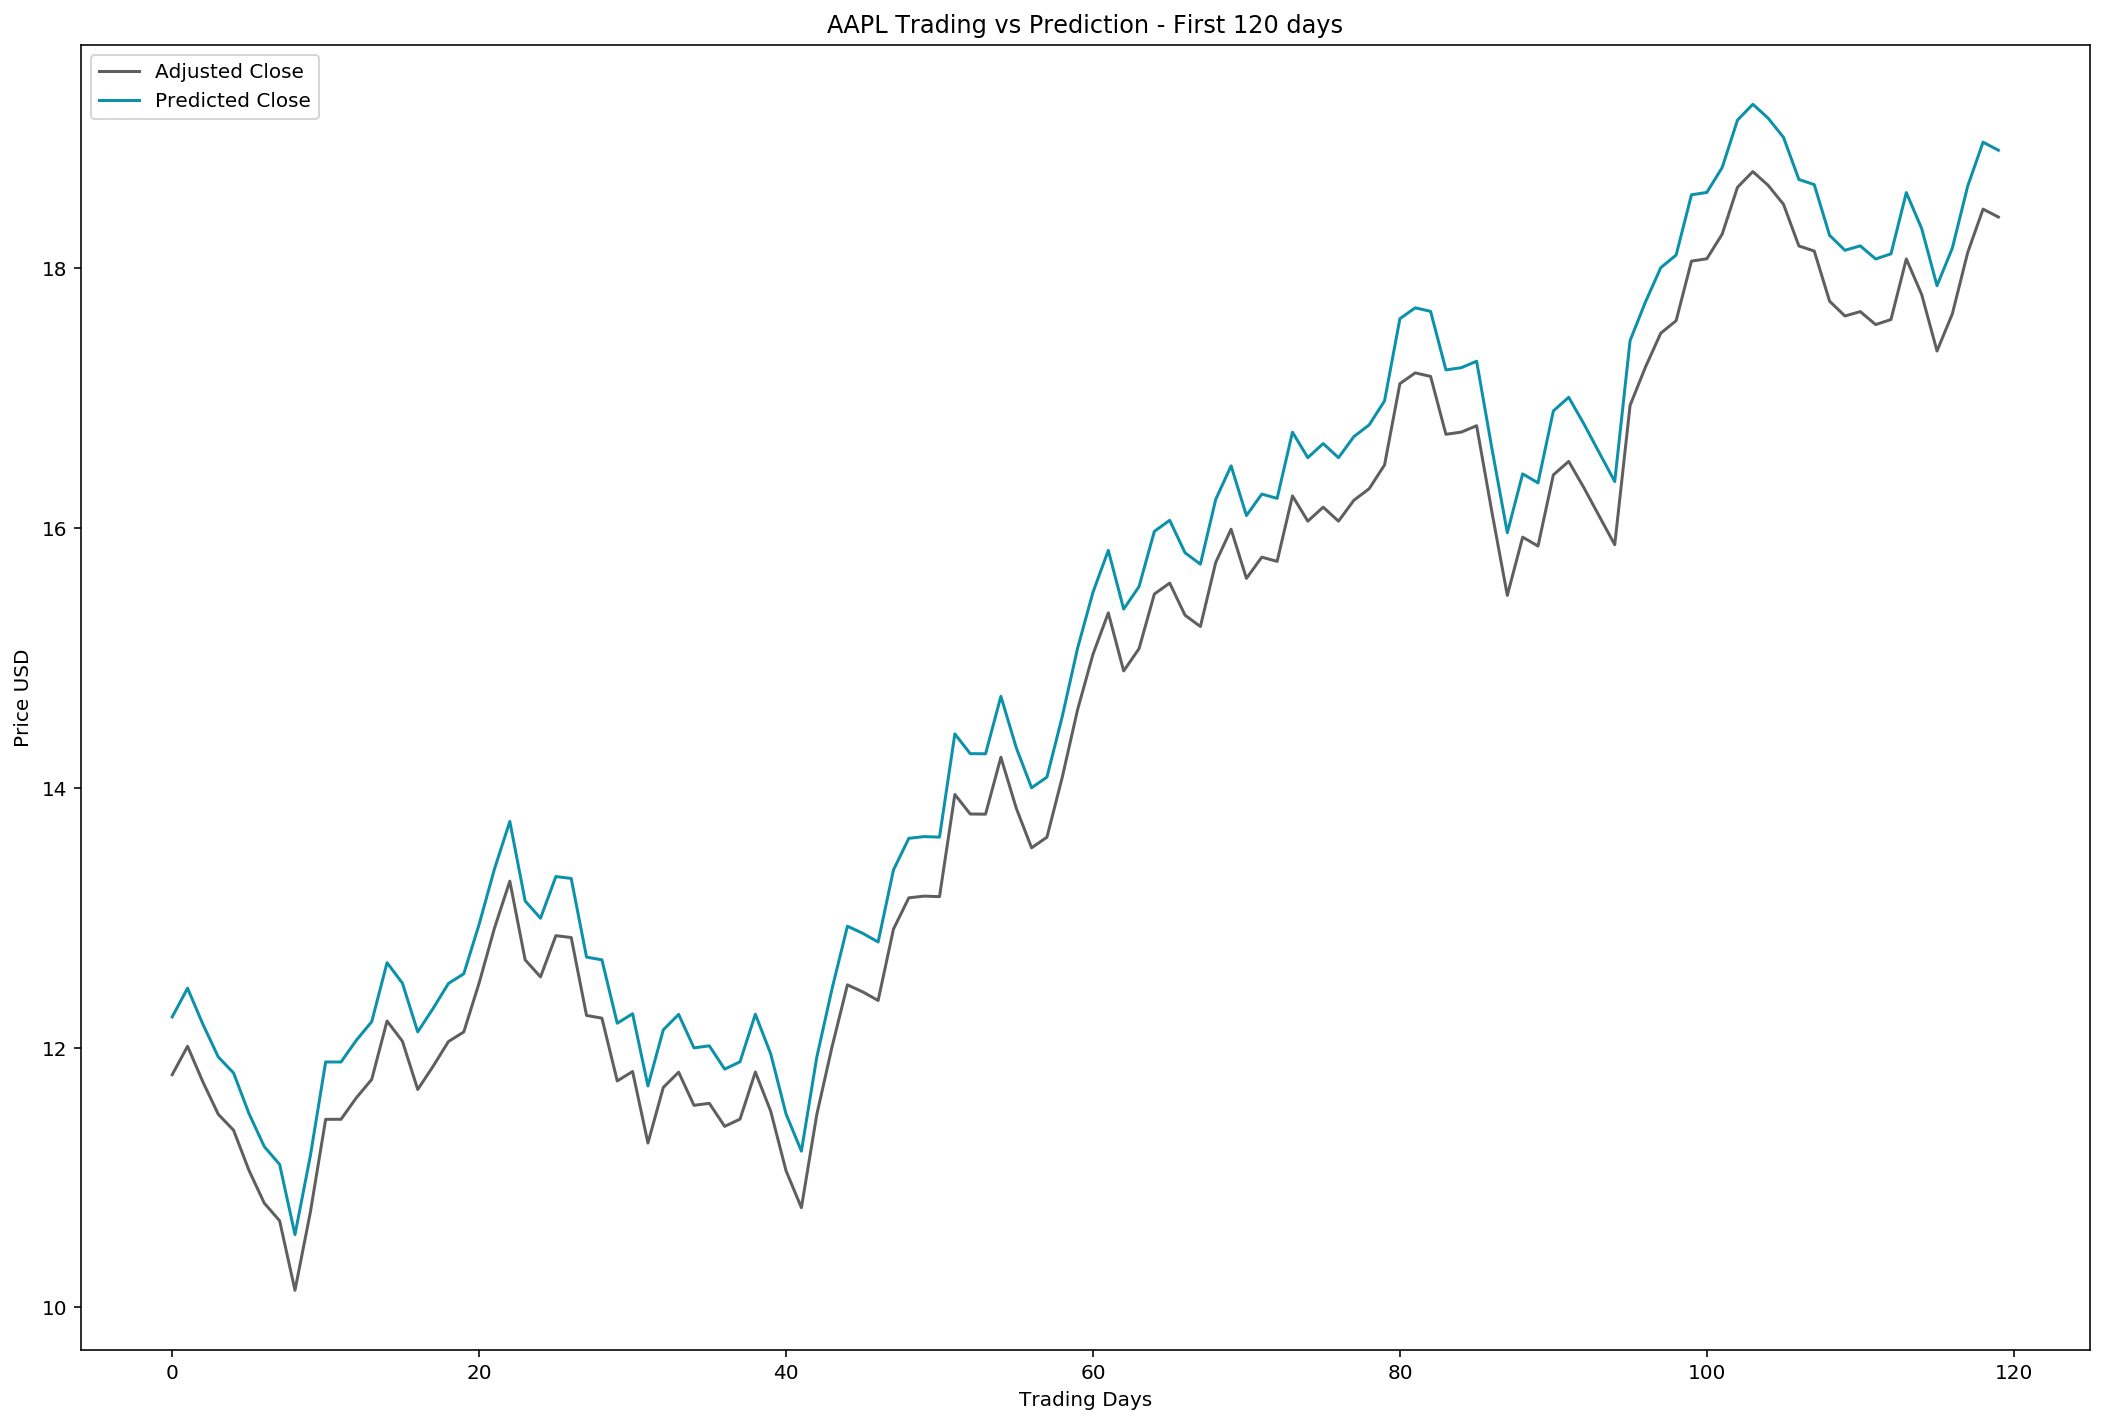 AAPL Trading vs Prediction - First 120 days
Adjusted Close
Predicted Close
18
16
14
12
10
Price USD
0 20 40 60 80 100 120
Trading Days